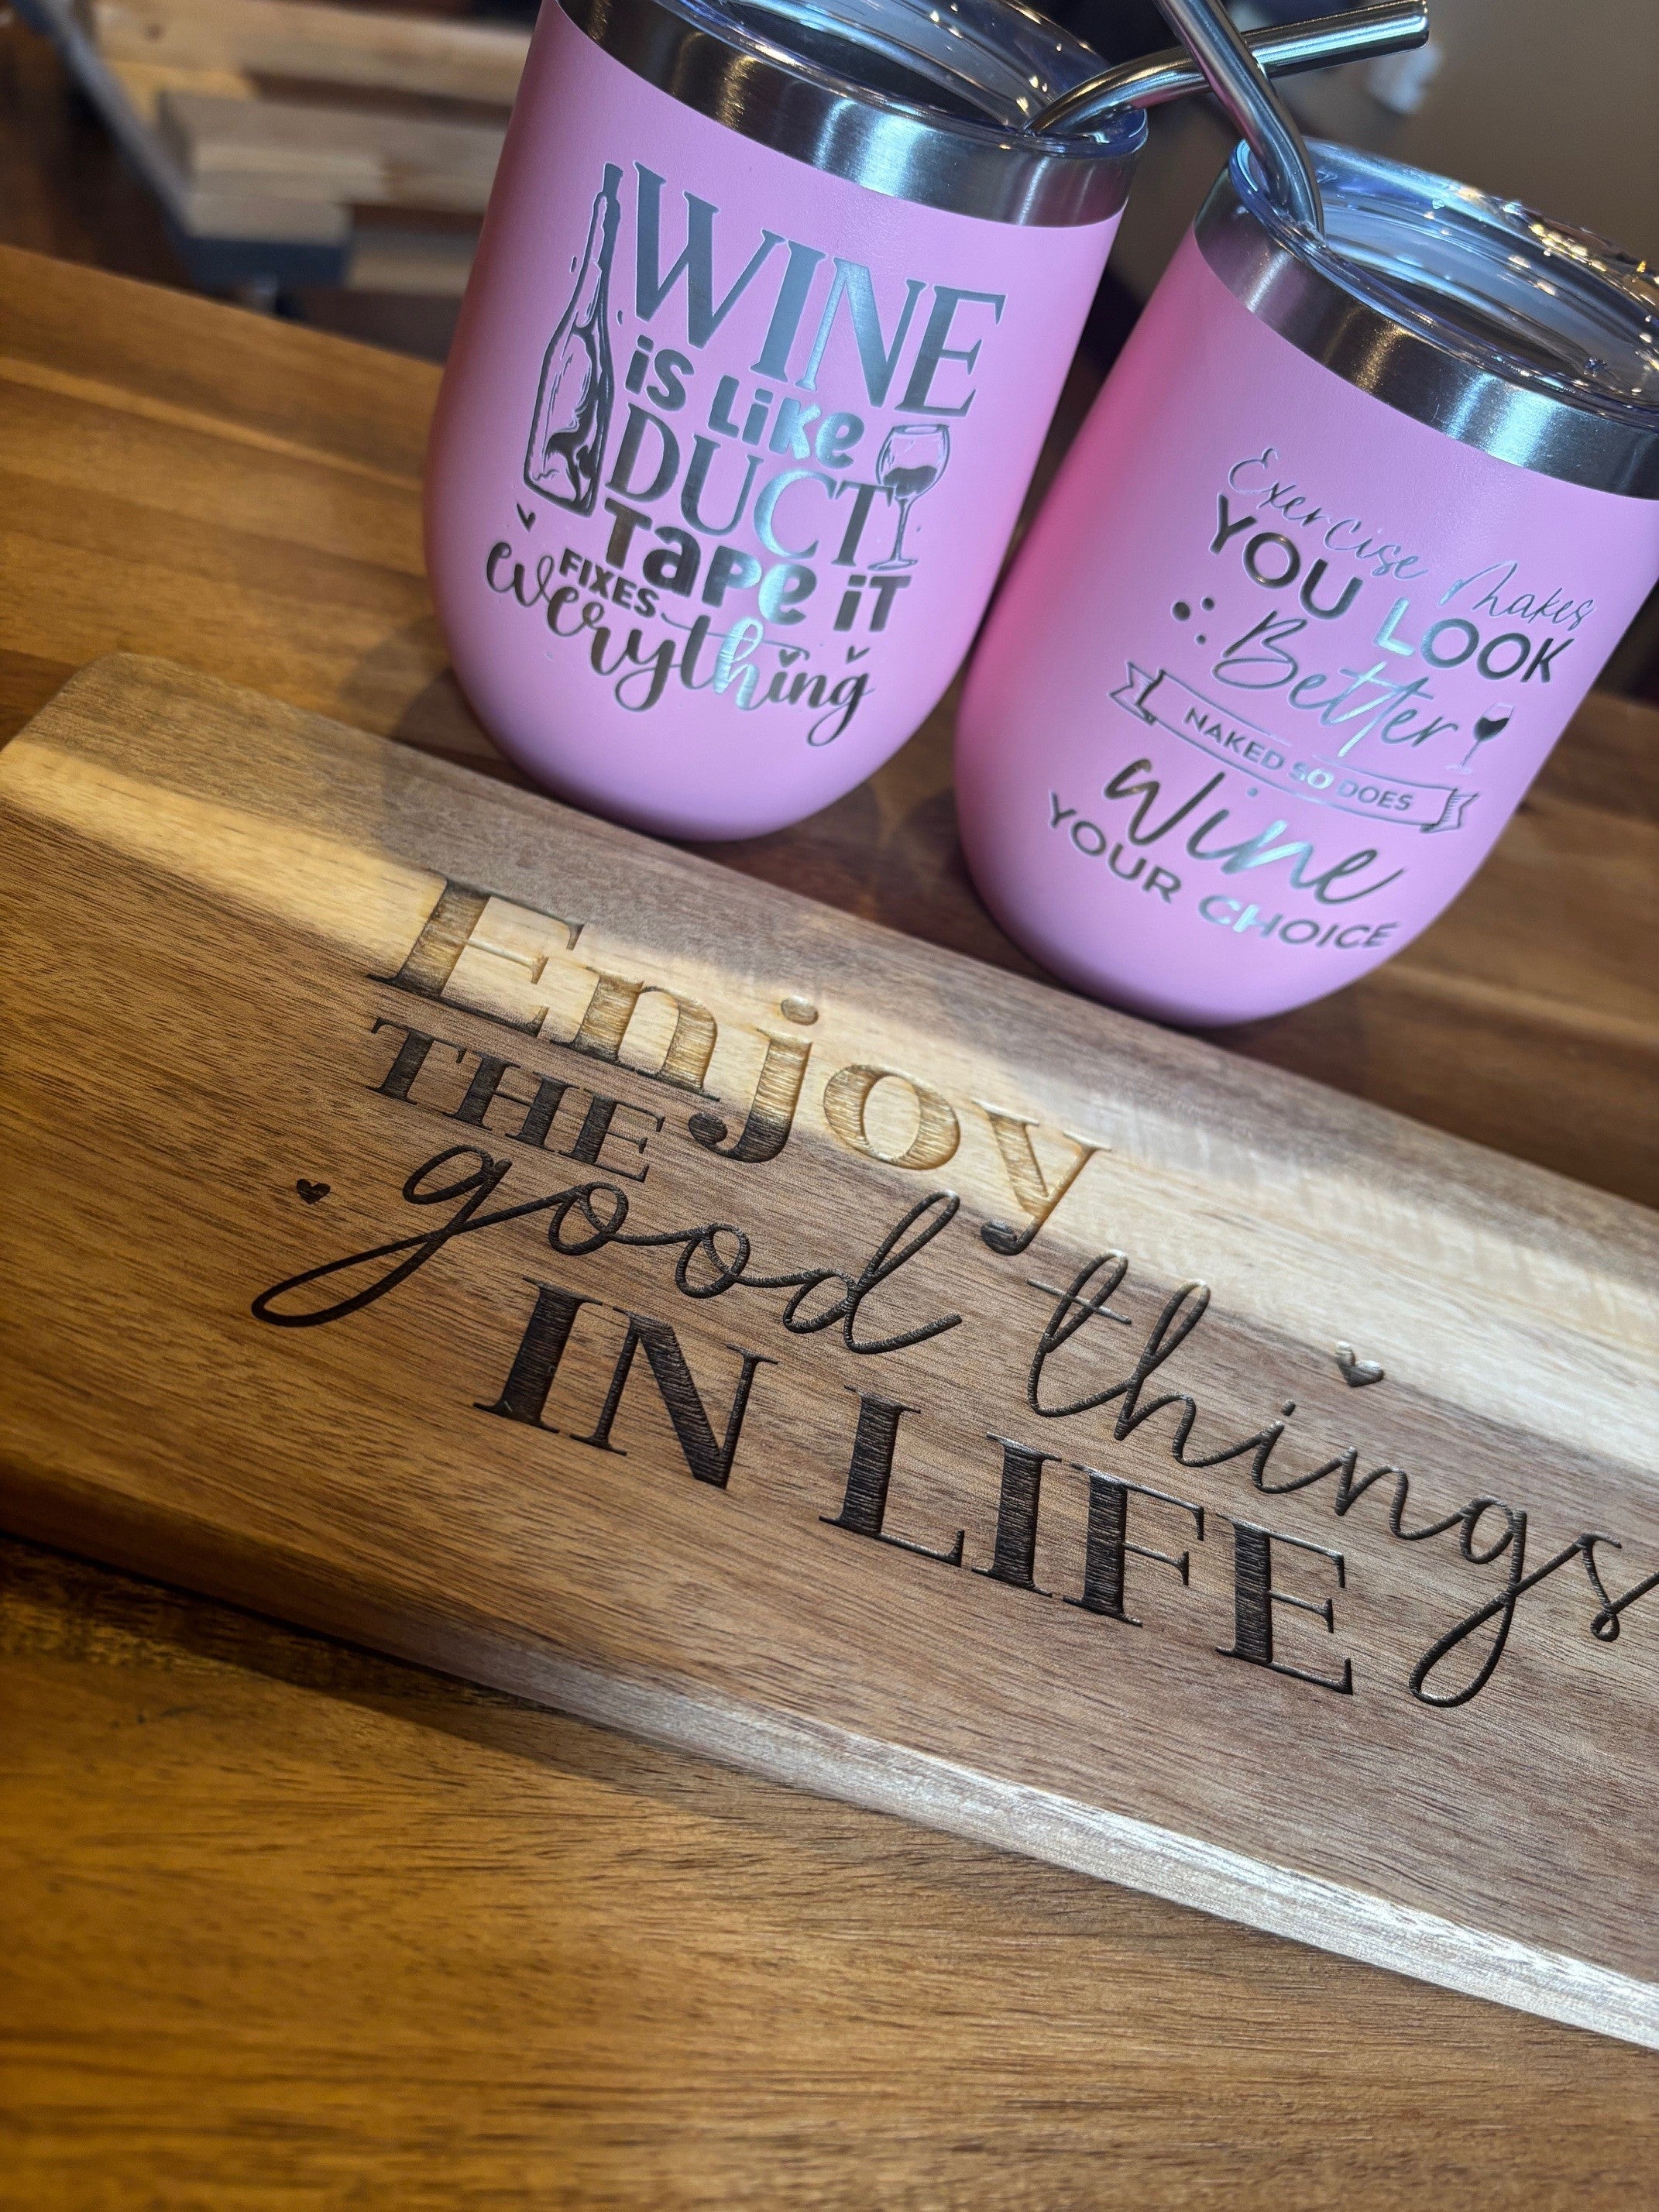 WINE
is Like
DUCT
Tape iT
FIXES
everything
Exercise Makes
YOU LOOK
Better
NAKED SO DOES
Wine
YOUR CHOICE
Enjoy
THE
good things
IN LIFE